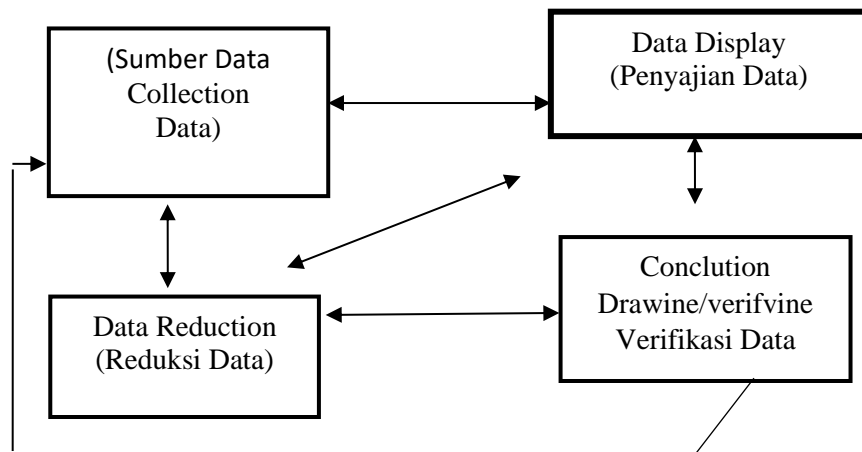 (Sumber Data
Collection
Data)
Data Display
(Penyajian Data)
Data Reduction
(Reduksi Data)
Conclution
Drawine/verifvine
Verifikasi Data